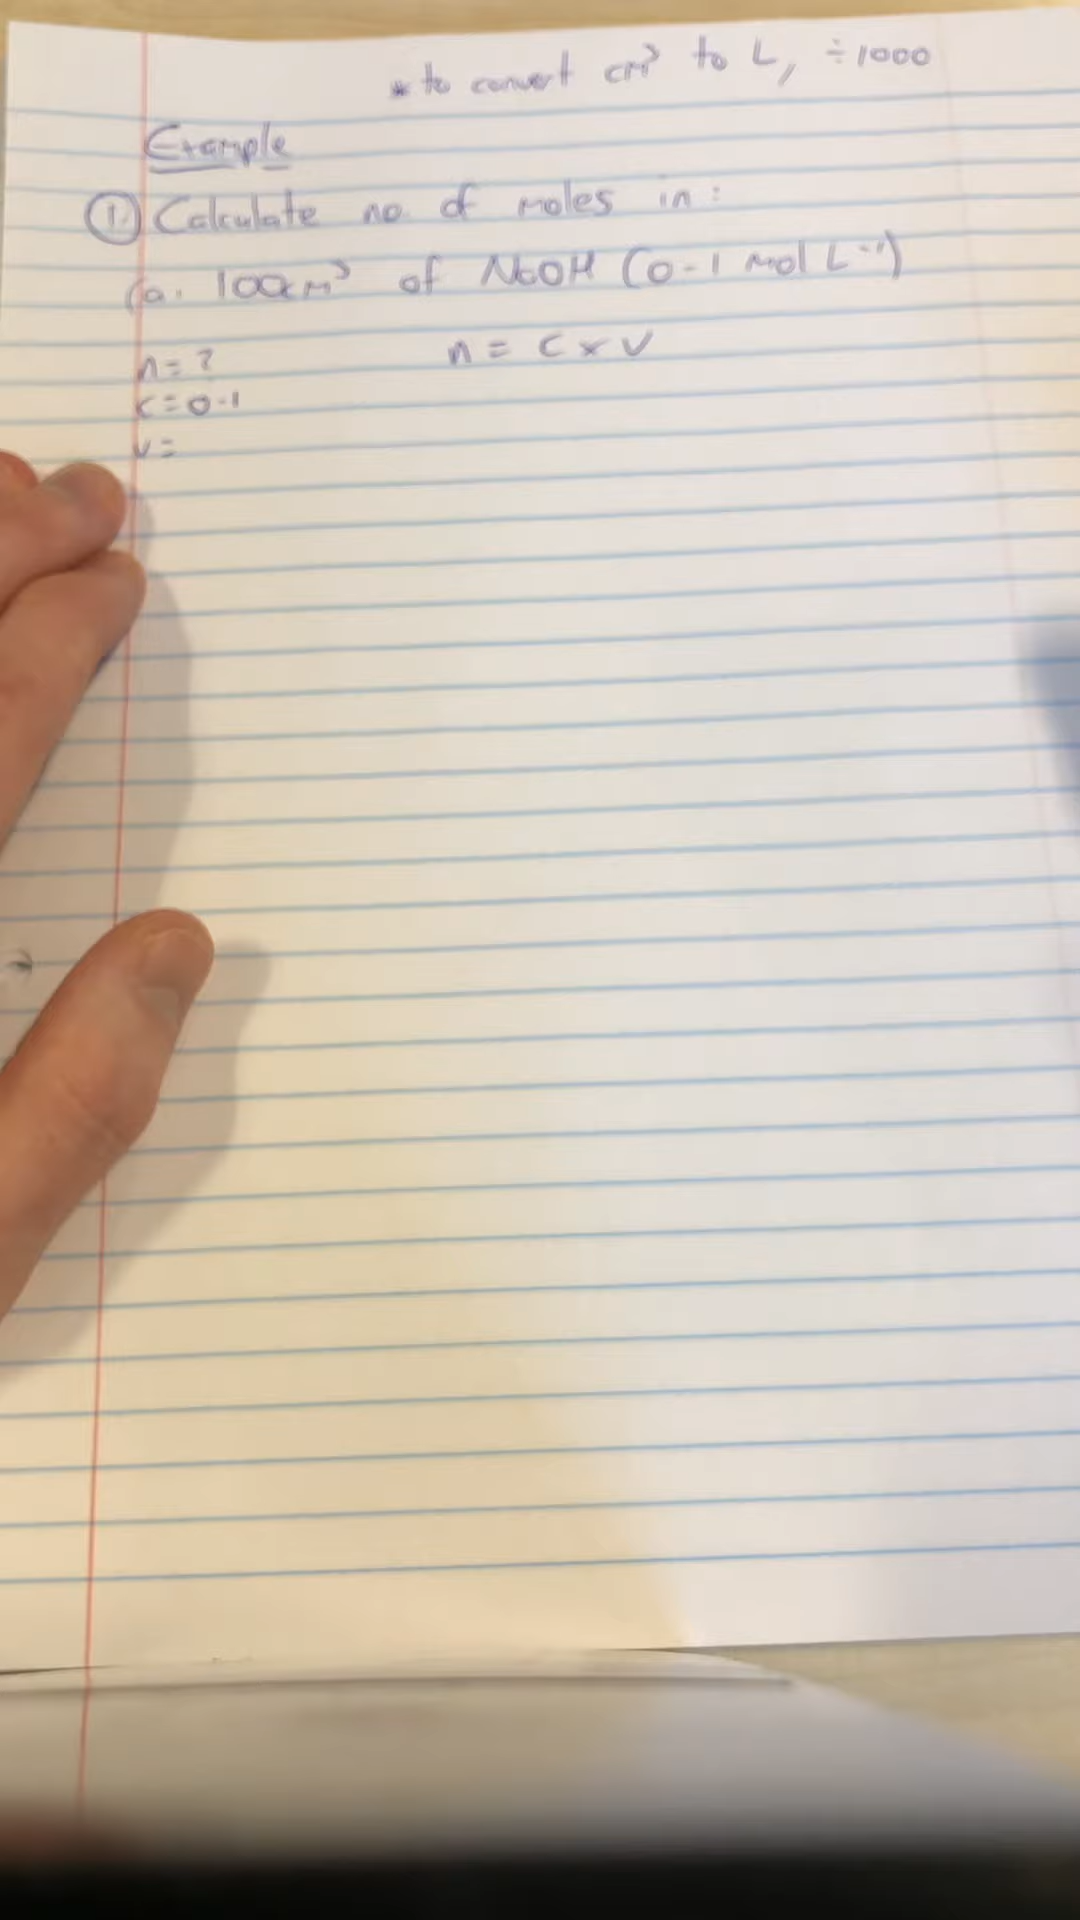 * to convert cm³ to L, ÷1000
Example
① Calculate no. of moles in:
(a. 100cm³ of NaOH (0.1 mol L⁻¹)
n = ?
n = c × v
c = 0.1
v =